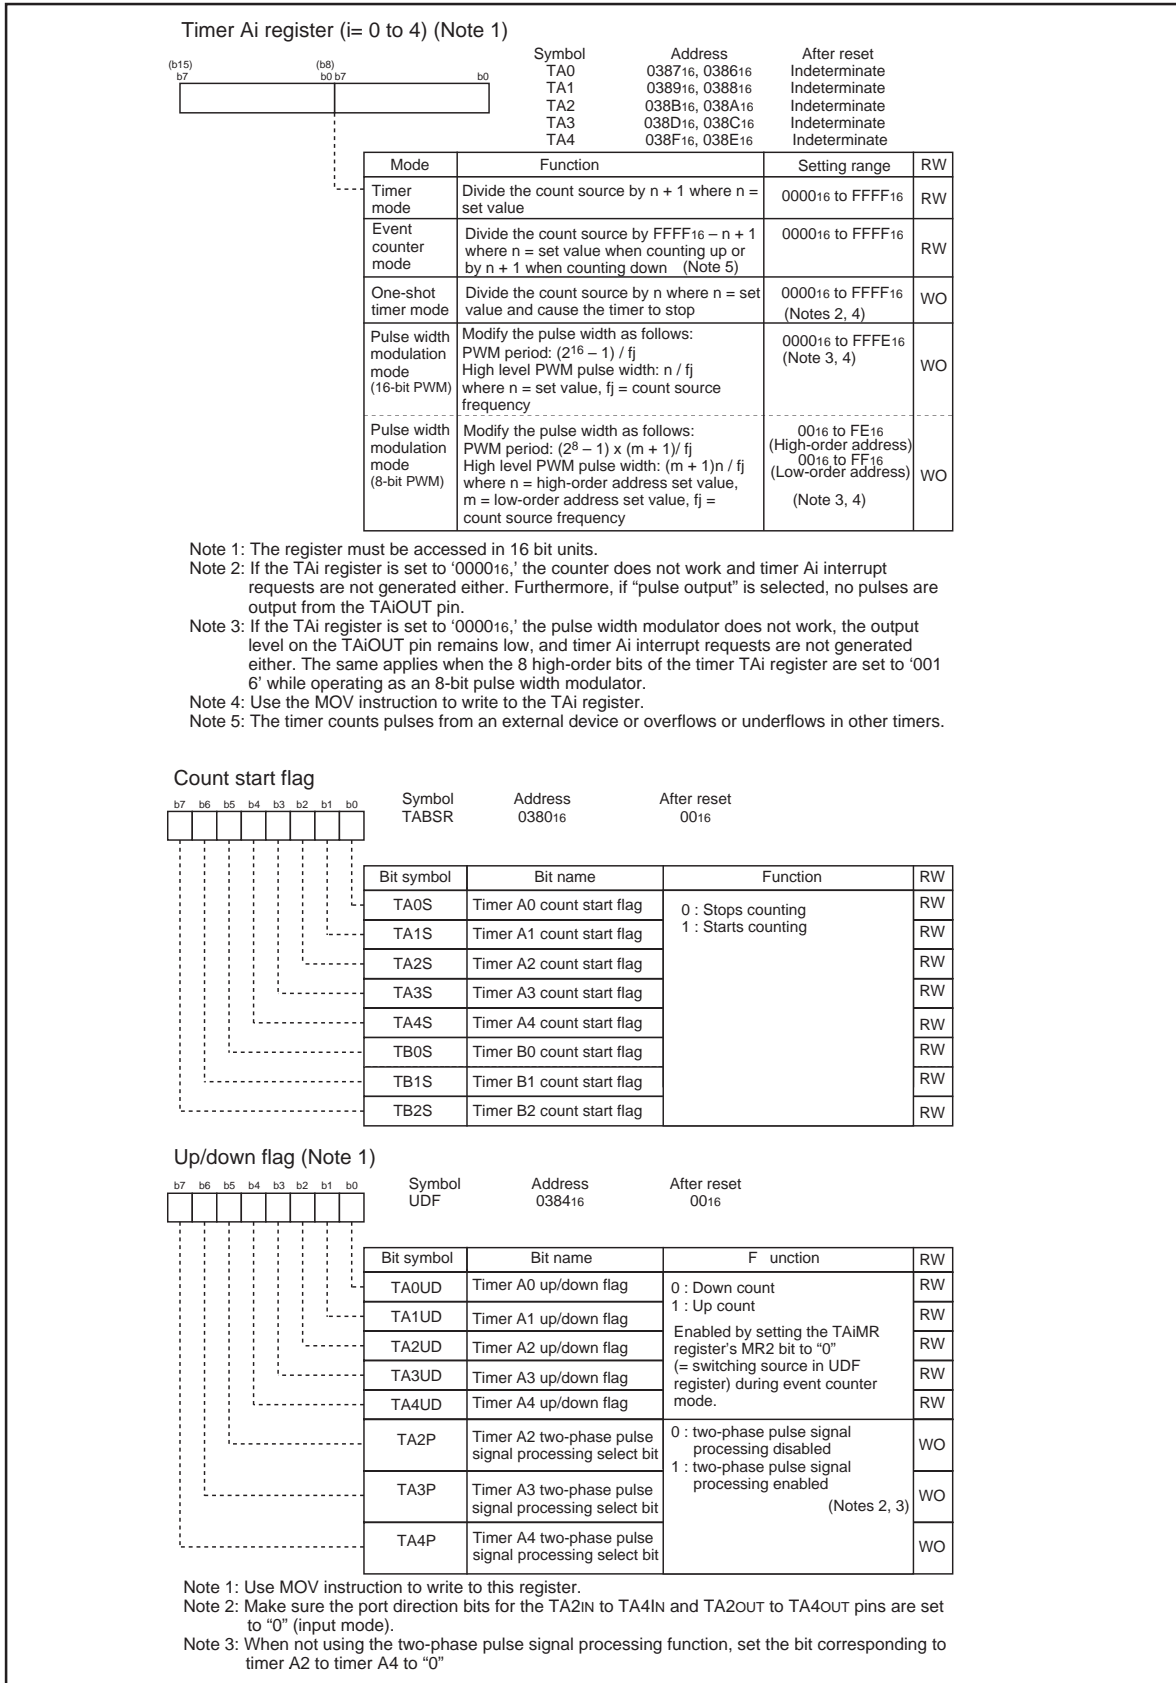 Timer Ai register (i= 0 to 4) (Note 1)
Symbol Address After reset
(b15) (b8)
b7 b0 b7 b0
TA0 038716, 038616 Indeterminate
TA1 038916, 038816 Indeterminate
TA2 038B16, 038A16 Indeterminate
TA3 038D16, 038C16 Indeterminate
TA4 038F16, 038E16 Indeterminate
Mode Function Setting range RW
Timer mode Divide the count source by n + 1 where n = set value 000016 to FFFF16 RW
Event counter mode Divide the count source by FFFF16 – n + 1 where n = set value when counting up or by n + 1 when counting down (Note 5) 000016 to FFFF16 RW
One-shot timer mode Divide the count source by n where n = set value and cause the timer to stop 000016 to FFFF16 (Notes 2, 4) WO
Pulse width modulation mode (16-bit PWM) Modify the pulse width as follows: PWM period: (2^16 – 1) / fj High level PWM pulse width: n / fj where n = set value, fj = count source frequency 000016 to FFFE16 (Note 3, 4) WO
Pulse width modulation mode (8-bit PWM) Modify the pulse width as follows: PWM period: (2^8 – 1) x (m + 1)/ fj High level PWM pulse width: (m + 1)n / fj where n = high-order address set value, m = low-order address set value, fj = count source frequency 0016 to FE16 (High-order address) 0016 to FF16 (Low-order address) (Note 3, 4) WO
Note 1: The register must be accessed in 16 bit units.
Note 2: If the TAi register is set to ‘000016,’ the counter does not work and timer Ai interrupt
requests are not generated either. Furthermore, if “pulse output” is selected, no pulses are
output from the TAiOUT pin.
Note 3: If the TAi register is set to ‘000016,’ the pulse width modulator does not work, the output
level on the TAiOUT pin remains low, and timer Ai interrupt requests are not generated
either. The same applies when the 8 high-order bits of the timer TAi register are set to ‘001
6’ while operating as an 8-bit pulse width modulator.
Note 4: Use the MOV instruction to write to the TAi register.
Note 5: The timer counts pulses from an external device or overflows or underflows in other timers.
Count start flag
b7 b6 b5 b4 b3 b2 b1 b0
Symbol Address After reset
TABSR 038016 0016
Bit symbol Bit name Function RW
TA0S Timer A0 count start flag 0 : Stops counting RW
1 : Starts counting
TA1S Timer A1 count start flag RW
TA2S Timer A2 count start flag RW
TA3S Timer A3 count start flag RW
TA4S Timer A4 count start flag RW
TB0S Timer B0 count start flag RW
TB1S Timer B1 count start flag RW
TB2S Timer B2 count start flag RW
Up/down flag (Note 1)
b7 b6 b5 b4 b3 b2 b1 b0
Symbol Address After reset
UDF 038416 0016
Bit symbol Bit name F unction RW
TA0UD Timer A0 up/down flag RW
TA1UD Timer A1 up/down flag RW
TA2UD Timer A2 up/down flag RW
TA3UD Timer A3 up/down flag RW
TA4UD Timer A4 up/down flag RW
0 : Down count
1 : Up count
Enabled by setting the TAiMR
register’s MR2 bit to “0”
(= switching source in UDF
register) during event counter
mode.
TA2P Timer A2 two-phase pulse signal processing select bit WO
TA3P Timer A3 two-phase pulse signal processing select bit WO
TA4P Timer A4 two-phase pulse signal processing select bit WO
0 : two-phase pulse signal
processing disabled
1 : two-phase pulse signal
processing enabled
(Notes 2, 3)
Note 1: Use MOV instruction to write to this register.
Note 2: Make sure the port direction bits for the TA2IN to TA4IN and TA2OUT to TA4OUT pins are set
to “0” (input mode).
Note 3: When not using the two-phase pulse signal processing function, set the bit corresponding to
timer A2 to timer A4 to “0”